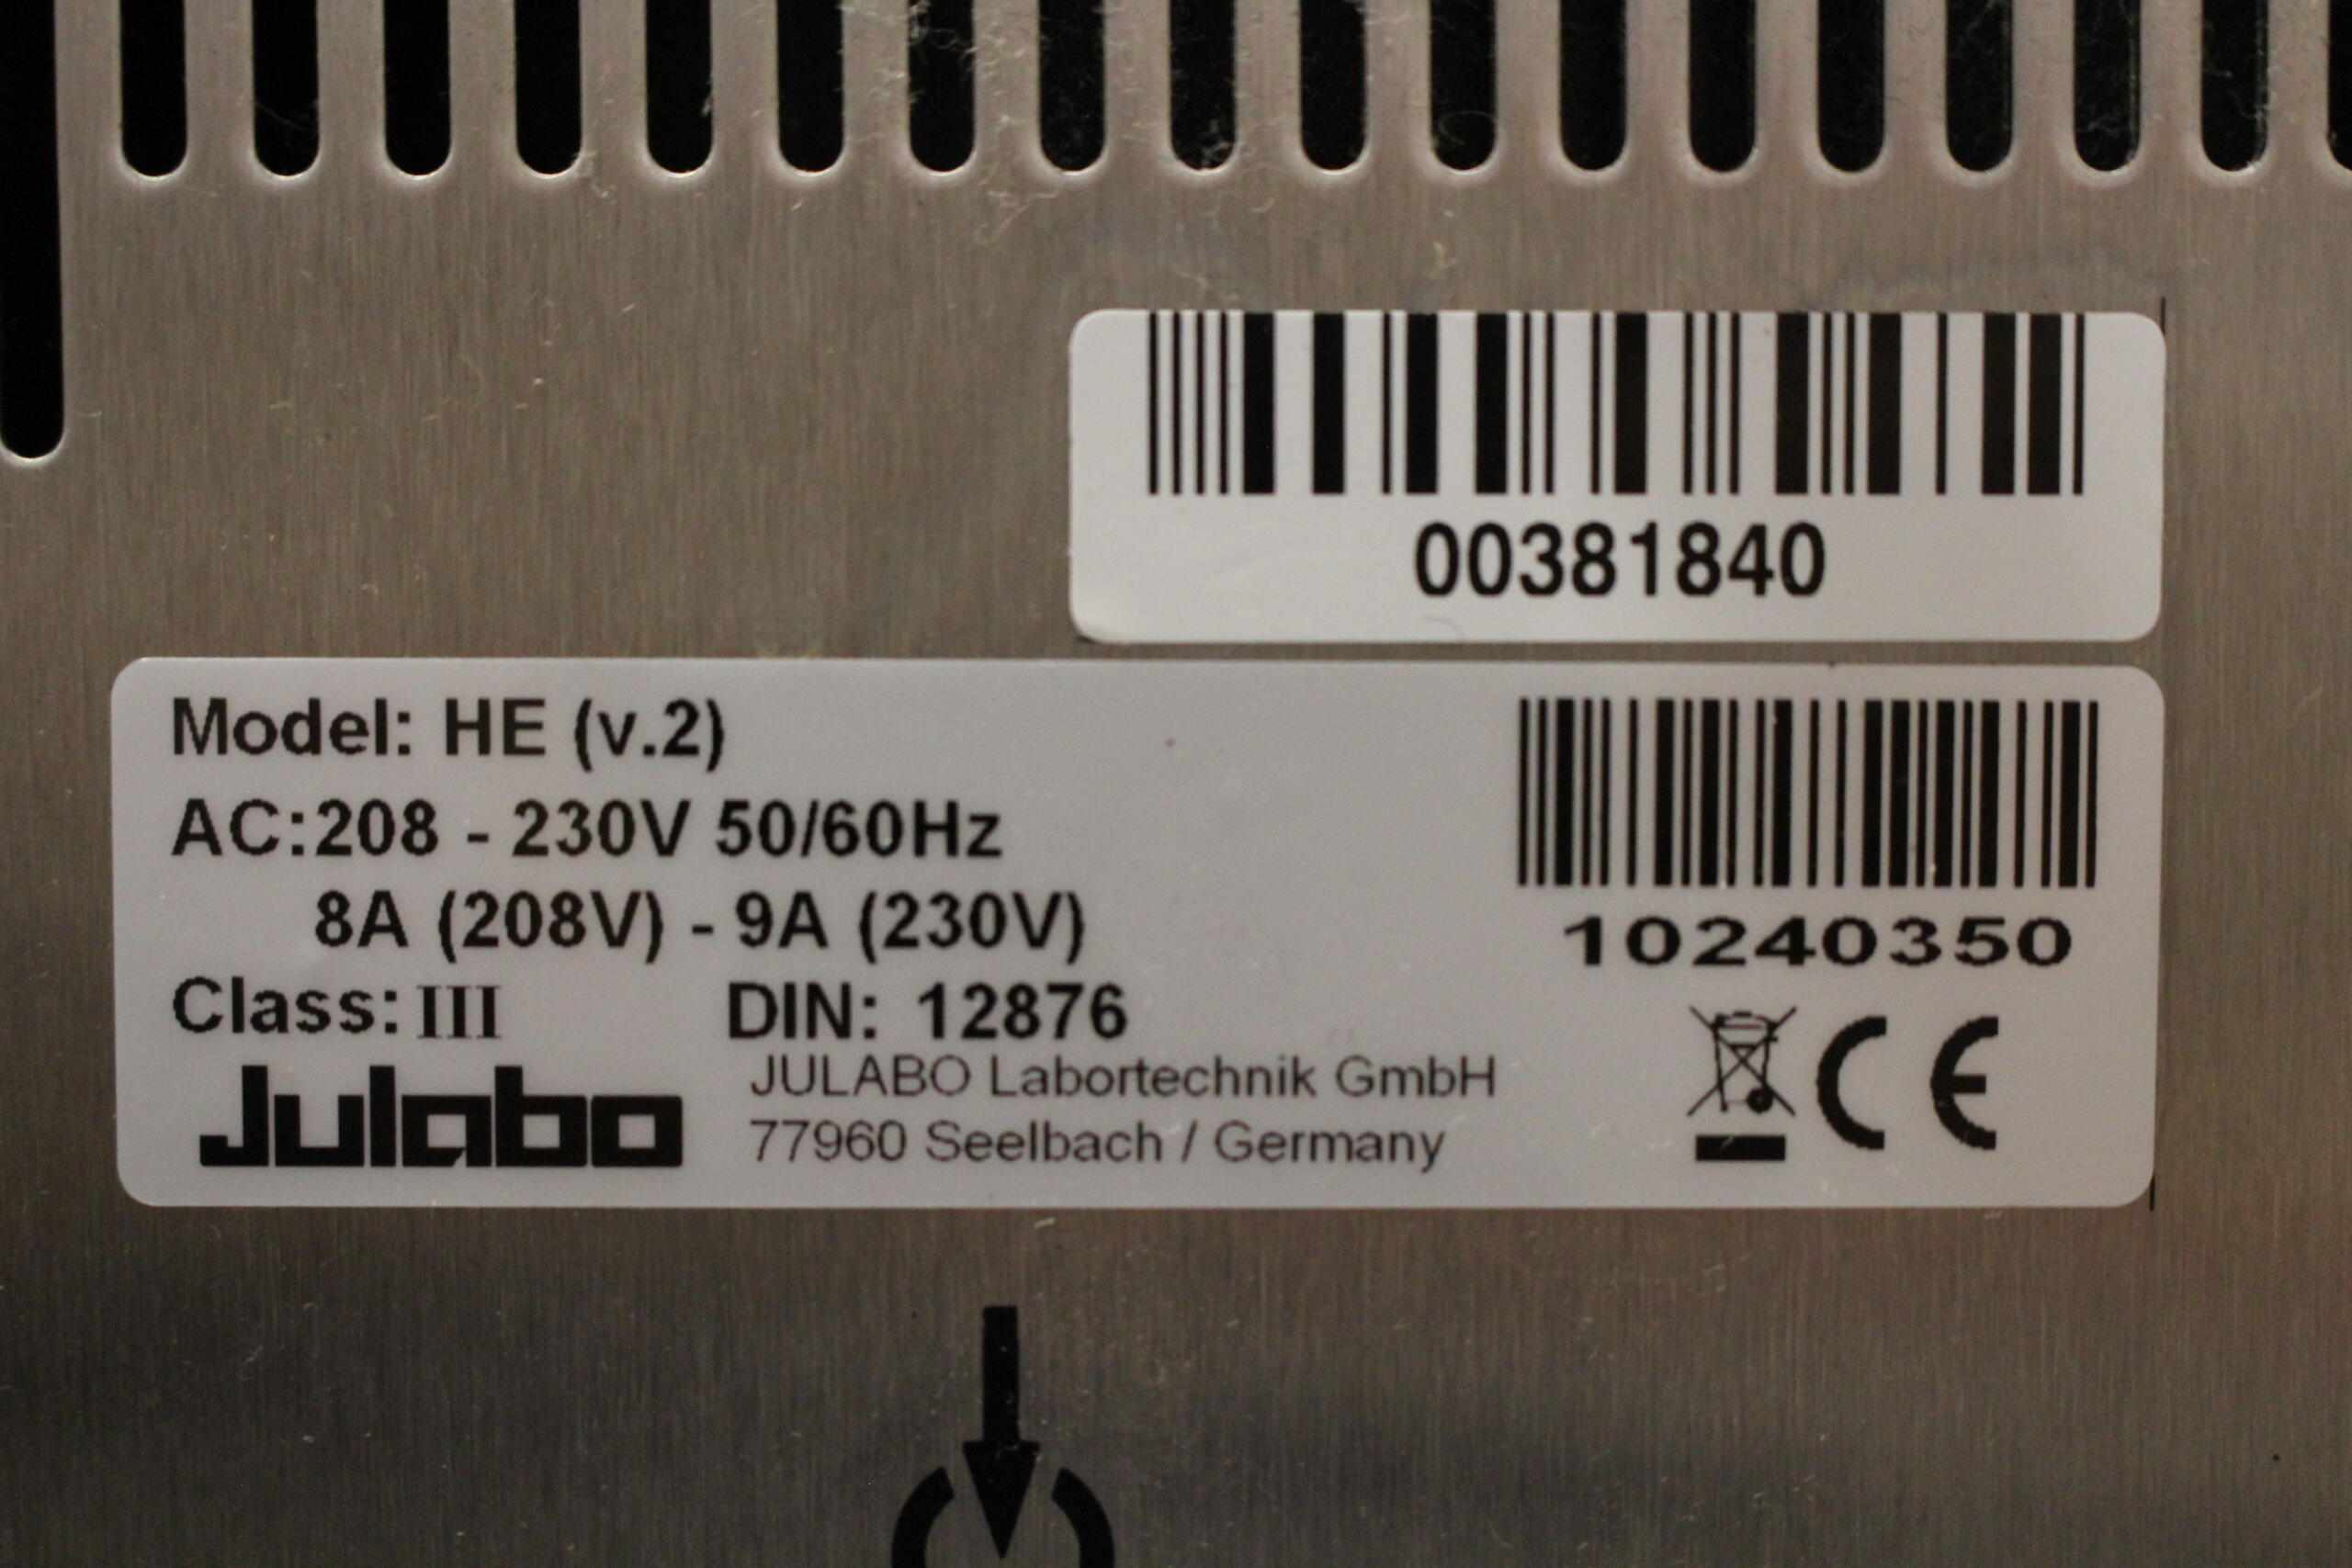 00381840
Model: HE (v.2)
AC:208 - 230V 50/60Hz
8A (208V) - 9A (230V)
10240350
Class: III DIN: 12876
Julabo
JULABO Labortechnik GmbH
77960 Seelbach / Germany
CE